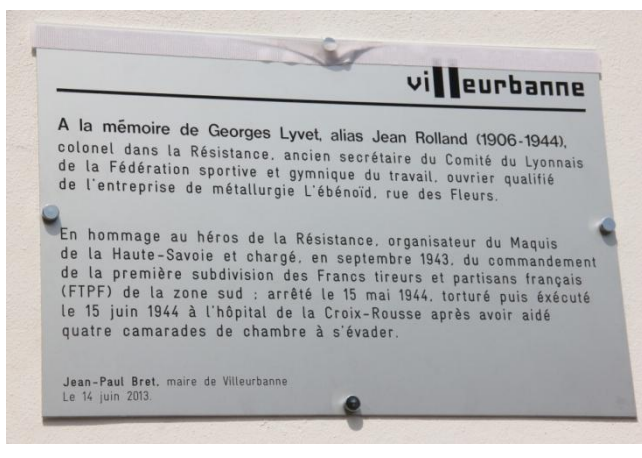 villeurbanne
A la mémoire de Georges Lyvet, alias Jean Rolland (1906-1944),
colonel dans la Résistance, ancien secrétaire du Comité du Lyonnais
de la Fédération sportive et gymnique du travail, ouvrier qualifié
de l'entreprise de métallurgie L'ébénoïd, rue des Fleurs.
En hommage au héros de la Résistance, organisateur du Maquis
de la Haute-Savoie et chargé, en septembre 1943, du commandement
de la première subdivision des Francs tireurs et partisans français
(FTPF) de la zone sud : arrêté le 15 mai 1944, torturé puis éxécuté
le 15 juin 1944 à l'hôpital de la Croix-Rousse après avoir aidé
quatre camarades de chambre à s'évader.
Jean-Paul Bret, maire de Villeurbanne
Le 14 juin 2013.